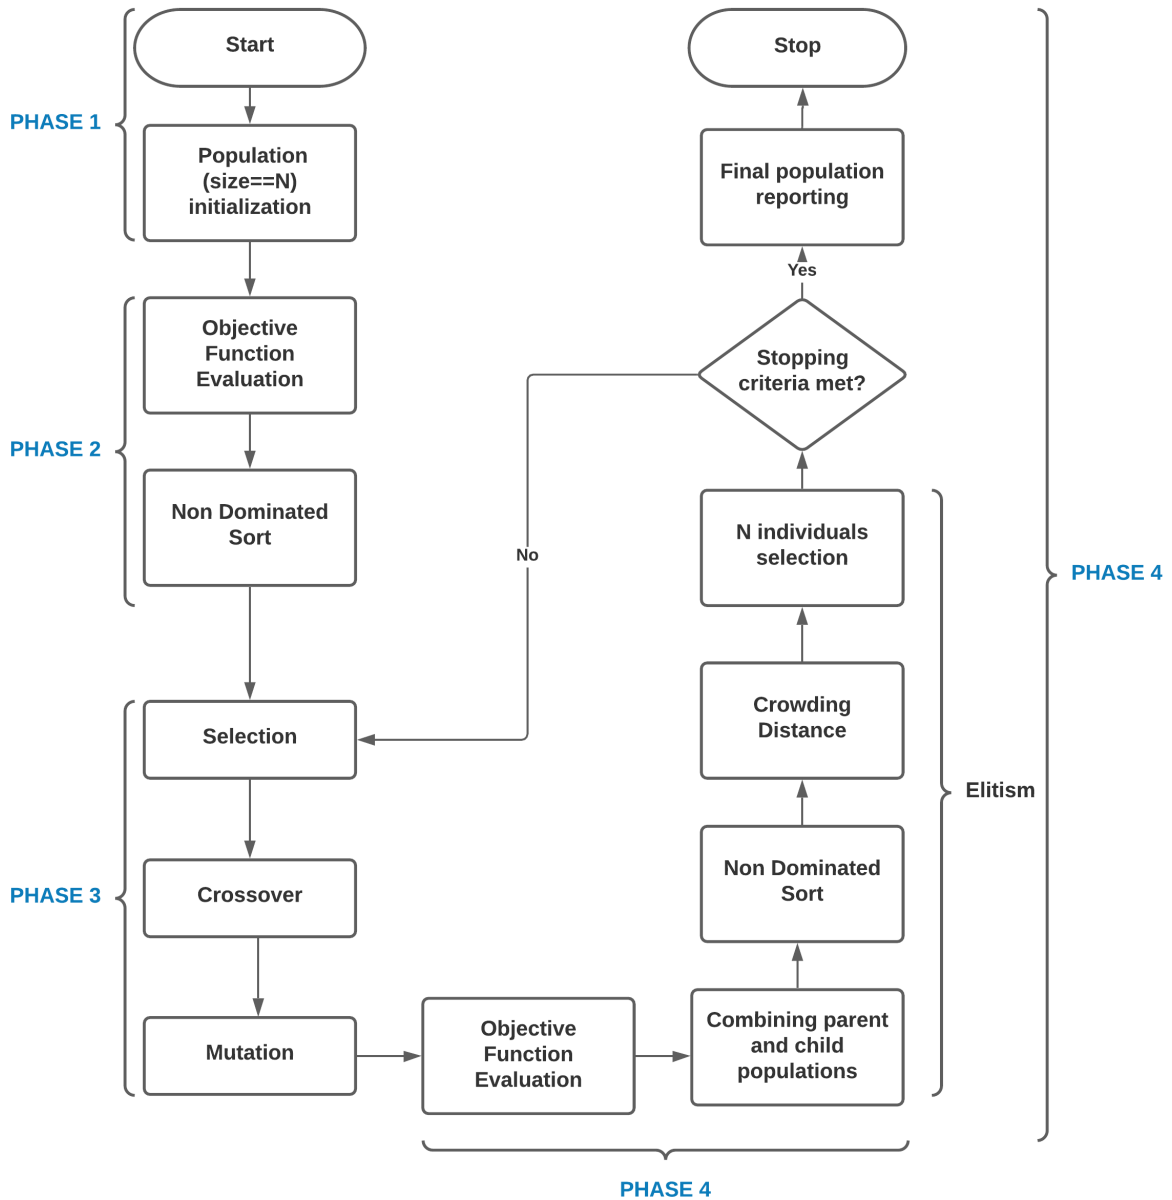 PHASE 1
Start
Population
(size==N)
initialization
PHASE 2
Objective
Function
Evaluation
Non Dominated
Sort
PHASE 3
Selection
Crossover
Mutation
Objective
Function
Evaluation
Combining parent
and child
populations
Non Dominated
Sort
Crowding
Distance
N individuals
selection
Elitism
Stopping
criteria met?
No
Yes
Final population
reporting
Stop
PHASE 4
PHASE 4